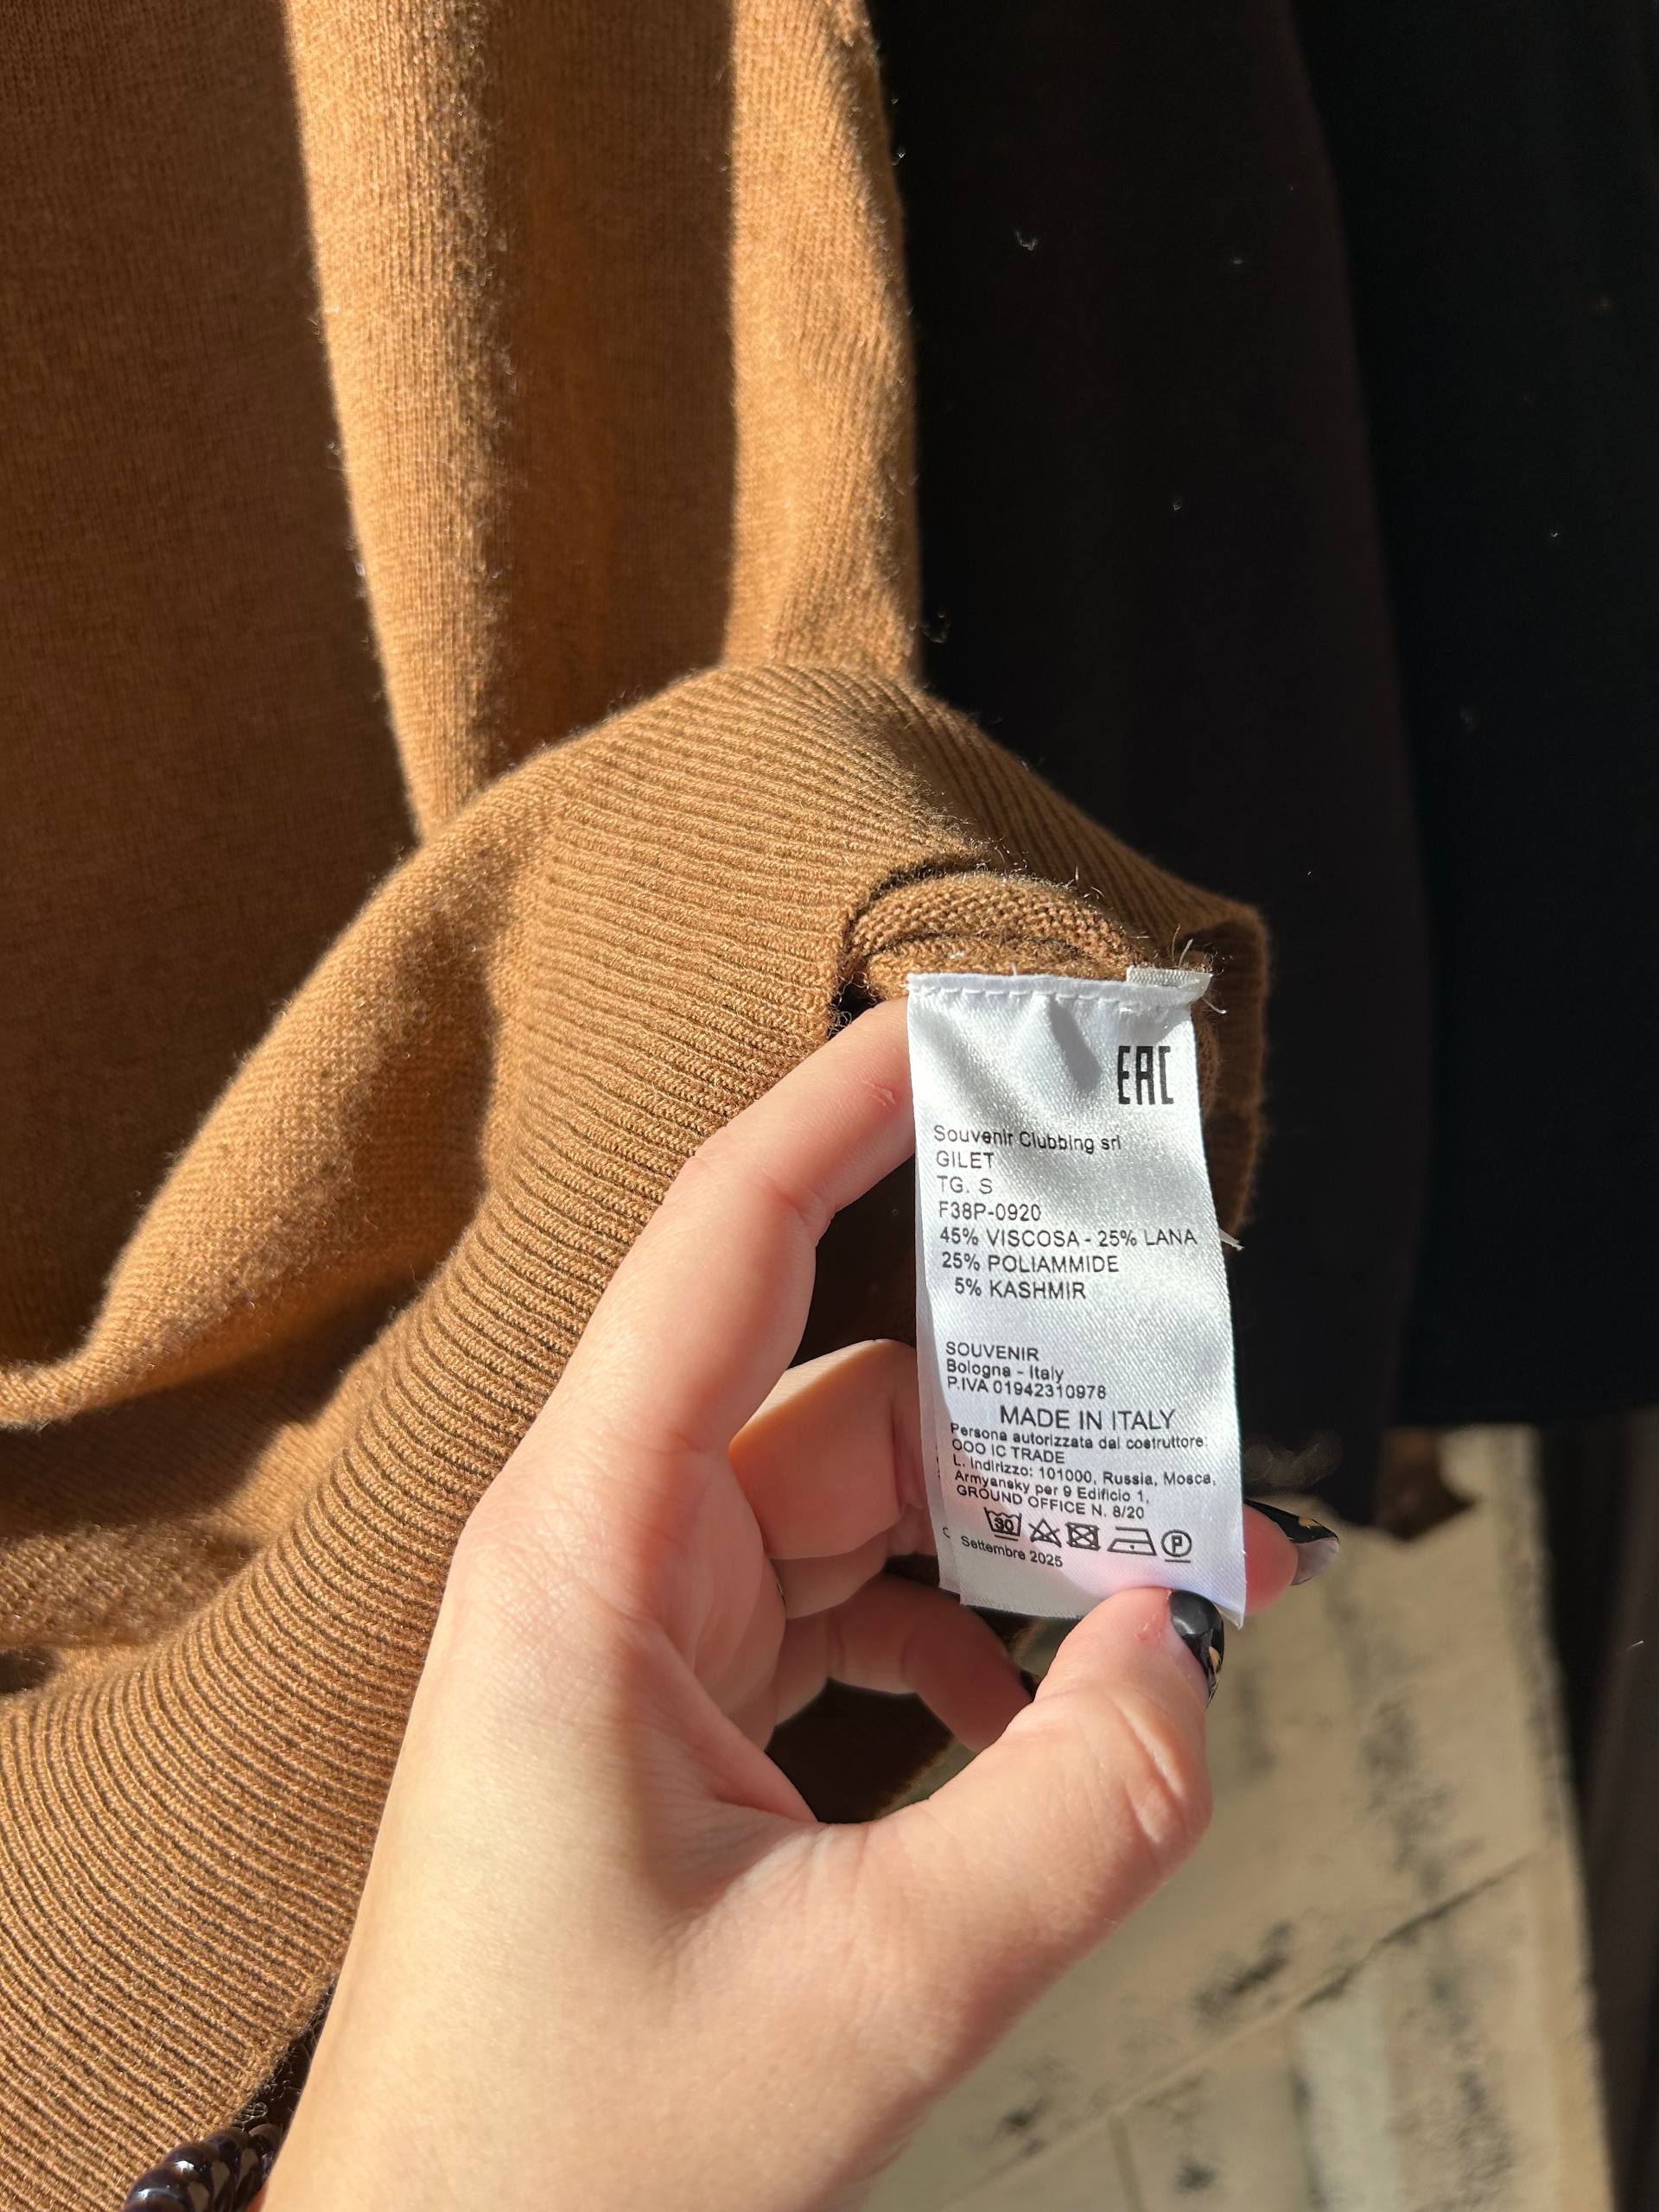 EAC
Souvenir Clubbing srl
GILET
TG. S
F38P-0920
45% VISCOSA - 25% LANA
25% POLIAMMIDE
5% KASHMIR
SOUVENIR
Bologna - Italy
P.IVA 01942310978
MADE IN ITALY
Persona autorizzata dal costruttore:
OOO IC TRADE
L. Indirizzo: 101000, Russia, Mosca,
Armyansky per 9 Edificio 1,
GROUND OFFICE N. 8/20
30 P
Settembre 2025